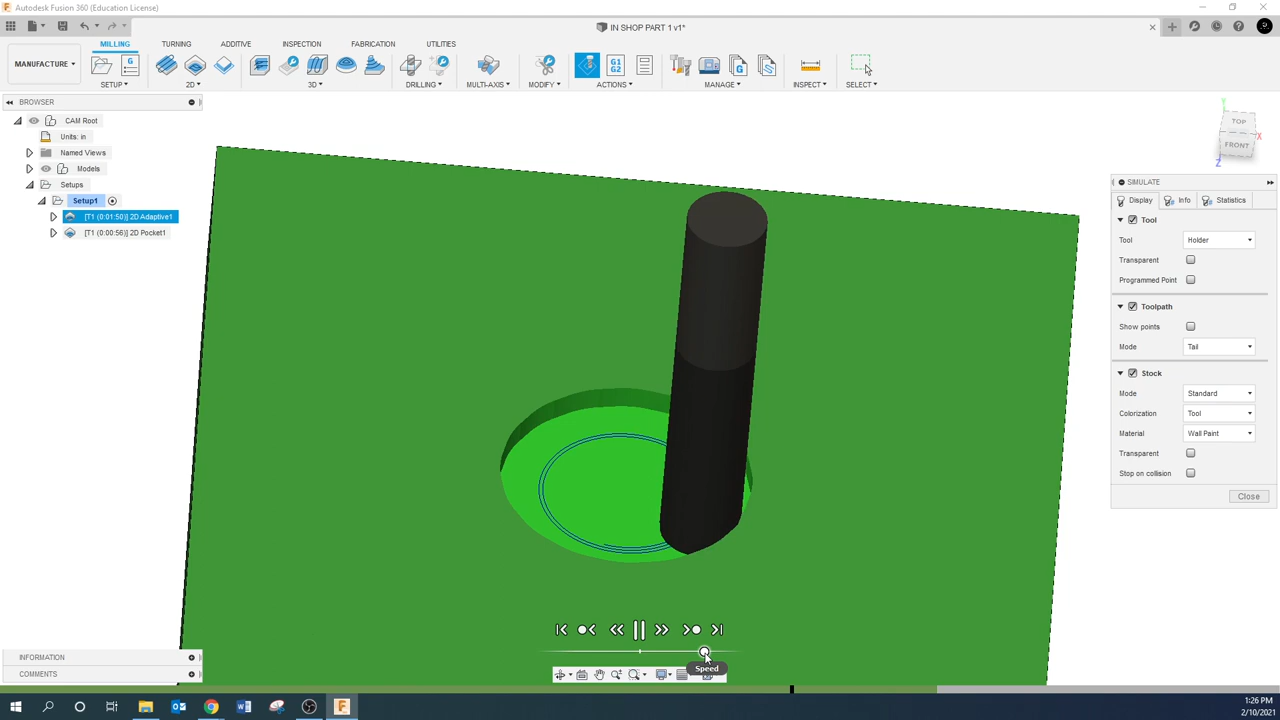 Autodesk Fusion 360 (Education License)
IN SHOP PART 1 v1*
MANUFACTURE
MILLING
TURNING
ADDITIVE
INSPECTION
FABRICATION
UTILITIES
SETUP
2D
3D
DRILLING
MULTI-AXIS
MODIFY
ACTIONS
MANAGE
INSPECT
SELECT
G
G1
G2
G
BROWSER
CAM Root
Units: in
Named Views
Models
Setups
Setup1
[T1 (0:01:50)] 2D Adaptive1
[T1 (0:00:56)] 2D Pocket1
Y
TOP
X
FRONT
Z
SIMULATE
Display
Info
Statistics
Tool
Tool
Holder
Transparent
Programmed Point
Toolpath
Show points
Mode
Tail
Stock
Mode
Standard
Colorization
Tool
Material
Wall Paint
Transparent
Stop on collision
Close
Speed
INFORMATION
COMMENTS
1:26 PM
2/10/2021